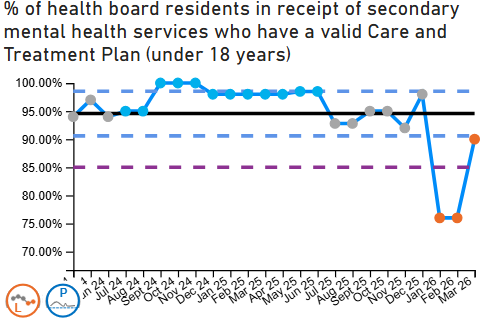 % of health board residents in receipt of secondary
mental health services who have a valid Care and
Treatment Plan (under 18 years)
100.00%
95.00%
90.00%
85.00%
80.00%
75.00%
70.00%
Jul 24
Aug 24
Sept 24
Oct 24
Nov 24
Dec 24
Jan 25
Feb 25
Mar 25
Apr 25
May 25
Jun 25
Jul 25
Aug 25
Sept 25
Oct 25
Nov 25
Dec 25
Jan 26
Feb 26
Mar 26
L
P